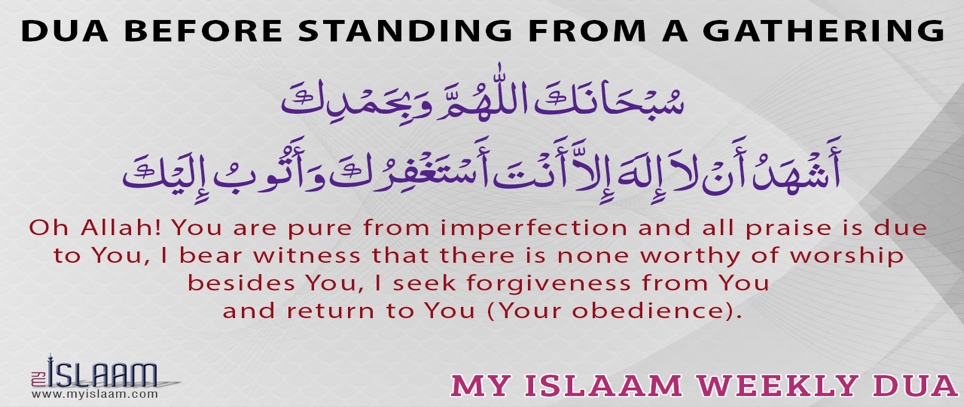 DUA BEFORE STANDING FROM A GATHERING
سُبْحَانَكَ اللَّهُمَّ وَبِحَمْدِكَ
أَشْهَدُ أَنْ لاَ إِلَهَ إِلاَّ أَنْتَ أَسْتَغْفِرُكَ وَأَتُوبُ إِلَيْكَ
Oh Allah! You are pure from imperfection and all praise is due
to You, I bear witness that there is none worthy of worship
besides You, I seek forgiveness from You
and return to You (Your obedience).
MY ISLAAM
www.myislaam.com
MY ISLAAM WEEKLY DUA